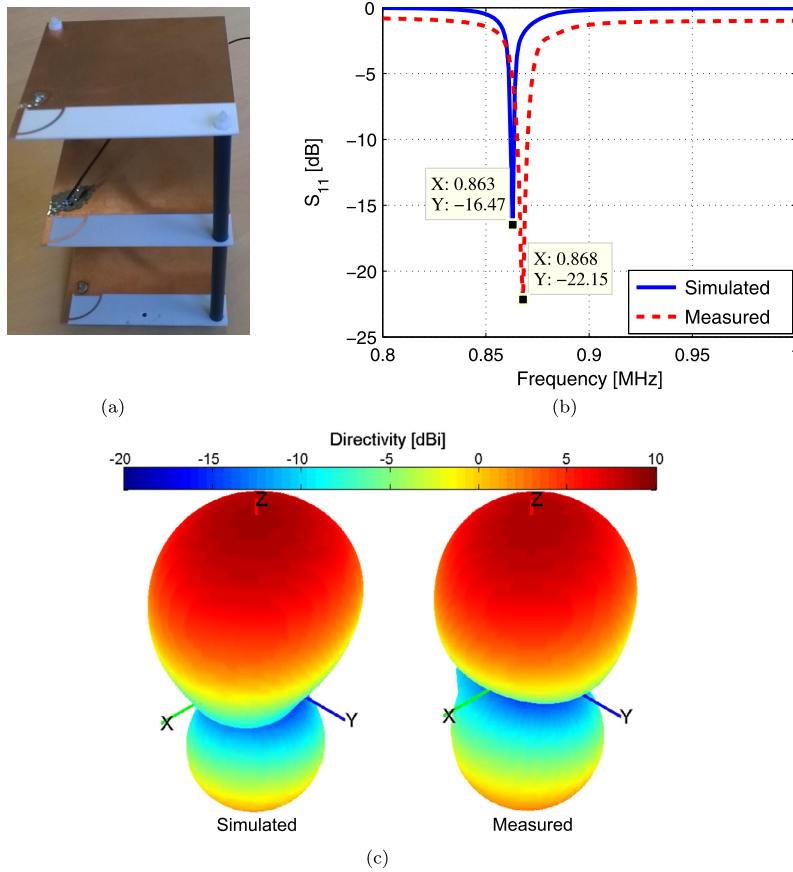 0
−5
−10
−15
−20
−25
S11 [dB]
X: 0.863
Y: −16.47
X: 0.868
Y: −22.15
Simulated
Measured
0.8
0.85
0.9
0.95
Frequency [MHz]
(a)
(b)
Directivity [dBi]
-20
-15
-10
-5
0
5
10
Z
Z
X
Y
X
Y
Simulated
Measured
(c)